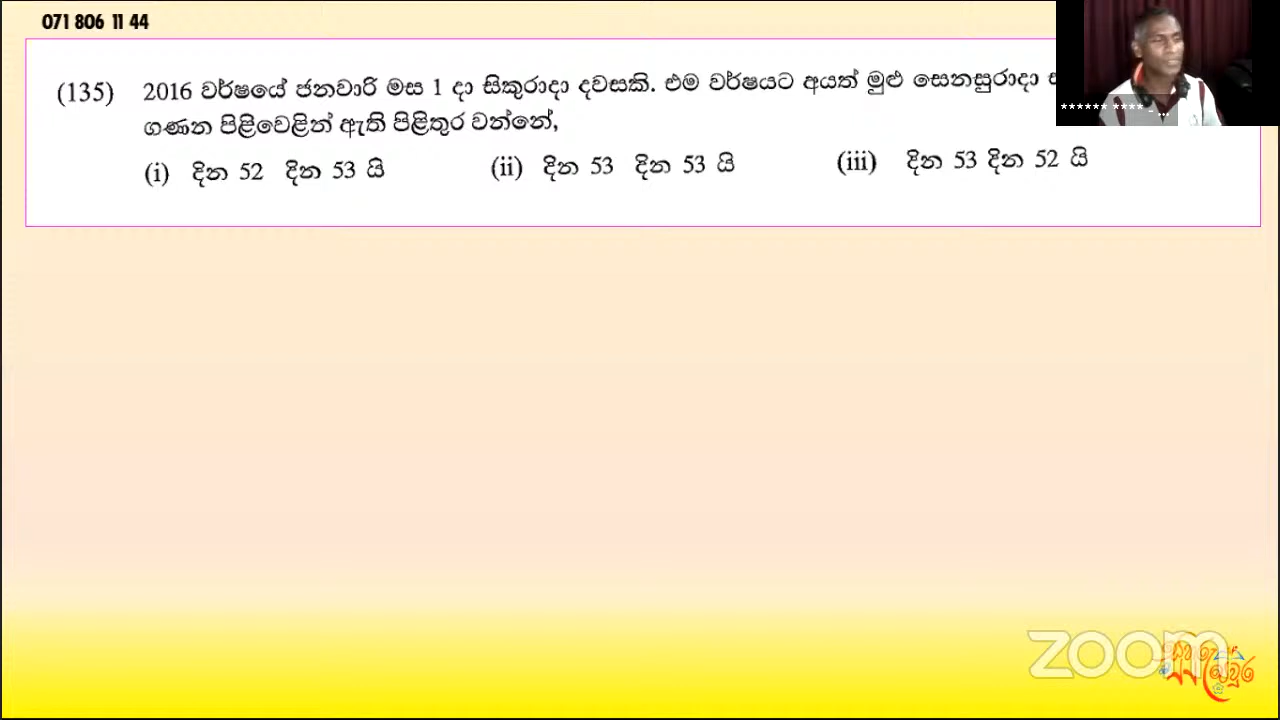 071 806 11 44
(135) 2016 වර්ෂයේ ජනවාරි මස 1 දා සිකුරාදා දවසකි. එම වර්ෂයට අයත් මුළු සෙනසුරාදා
ගණන පිළිවෙළින් ඇති පිළිතුර වන්නේ,
(i) දින 52 දින 53 යි (ii) දින 53 දින 53 යි (iii) දින 53 දින 52 යි
****** **** - ...
zoom